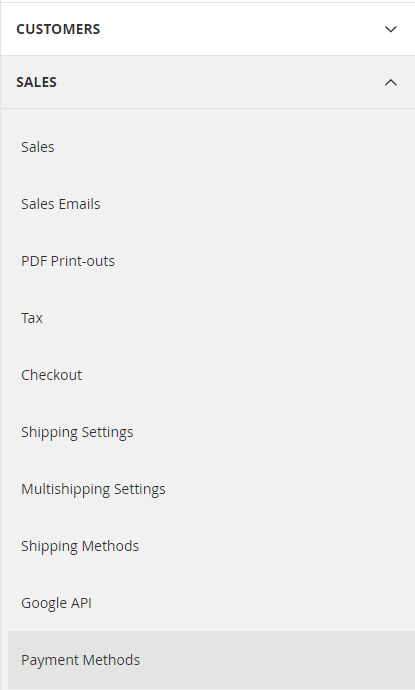 CUSTOMERS
SALES
Sales
Sales Emails
PDF Print-outs
Tax
Checkout
Shipping Settings
Multishipping Settings
Shipping Methods
Google API
Payment Methods